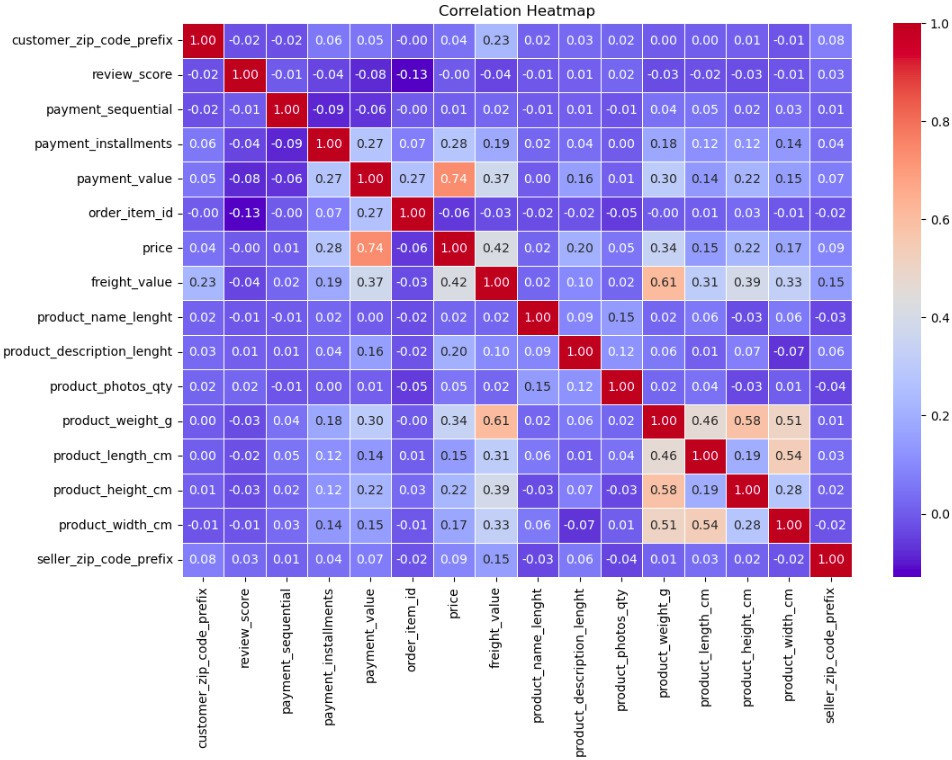 Correlation Heatmap
customer_zip_code_prefix 1.00 -0.02 -0.02 0.06 0.05 -0.00 0.04 0.23 0.02 0.03 0.02 0.00 0.00 0.01 -0.01 0.08
review_score -0.02 1.00 -0.01 -0.04 -0.08 -0.13 -0.00 -0.04 -0.01 0.01 0.02 -0.03 -0.02 -0.03 -0.01 0.03
payment_sequential -0.02 -0.01 1.00 -0.09 -0.06 -0.00 0.01 0.02 -0.01 0.01 -0.01 0.04 0.05 0.02 0.03 0.01
payment_installments 0.06 -0.04 -0.09 1.00 0.27 0.07 0.28 0.19 0.02 0.04 0.00 0.18 0.12 0.12 0.14 0.04
payment_value 0.05 -0.08 -0.06 0.27 1.00 0.27 0.74 0.37 0.00 0.16 0.01 0.30 0.14 0.22 0.15 0.07
order_item_id -0.00 -0.13 -0.00 0.07 0.27 1.00 -0.06 -0.03 -0.02 -0.02 -0.05 -0.00 0.01 0.03 -0.01 -0.02
price 0.04 -0.00 0.01 0.28 0.74 -0.06 1.00 0.42 0.02 0.20 0.05 0.34 0.15 0.22 0.17 0.09
freight_value 0.23 -0.04 0.02 0.19 0.37 -0.03 0.42 1.00 0.02 0.10 0.02 0.61 0.31 0.39 0.33 0.15
product_name_lenght 0.02 -0.01 -0.01 0.02 0.00 -0.02 0.02 0.02 1.00 0.09 0.15 0.02 0.06 -0.03 0.06 -0.03
product_description_lenght 0.03 0.01 0.01 0.04 0.16 -0.02 0.20 0.10 0.09 1.00 0.12 0.06 0.01 0.07 -0.07 0.06
product_photos_qty 0.02 0.02 -0.01 0.00 0.01 -0.05 0.05 0.02 0.15 0.12 1.00 0.02 0.04 -0.03 0.01 -0.04
product_weight_g 0.00 -0.03 0.04 0.18 0.30 -0.00 0.34 0.61 0.02 0.06 0.02 1.00 0.46 0.58 0.51 0.01
product_length_cm 0.00 -0.02 0.05 0.12 0.14 0.01 0.15 0.31 0.06 0.01 0.04 0.46 1.00 0.19 0.54 0.03
product_height_cm 0.01 -0.03 0.02 0.12 0.22 0.03 0.22 0.39 -0.03 0.07 -0.03 0.58 0.19 1.00 0.28 0.02
product_width_cm -0.01 -0.01 0.03 0.14 0.15 -0.01 0.17 0.33 0.06 -0.07 0.01 0.51 0.54 0.28 1.00 -0.02
seller_zip_code_prefix 0.08 0.03 0.01 0.04 0.07 -0.02 0.09 0.15 -0.03 0.06 -0.04 0.01 0.03 0.02 -0.02 1.00
customer_zip_code_prefix
review_score
payment_sequential
payment_installments
payment_value
order_item_id
price
freight_value
product_name_lenght
product_description_lenght
product_photos_qty
product_weight_g
product_length_cm
product_height_cm
product_width_cm
seller_zip_code_prefix
1.0
0.8
0.6
0.4
0.2
0.0